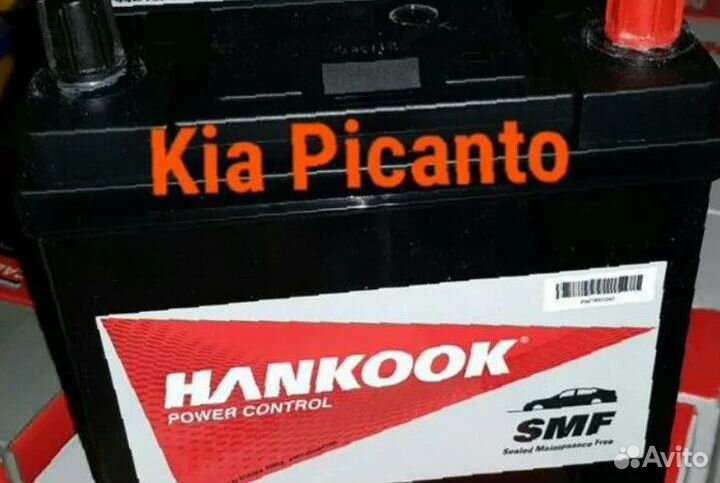 Kia Picanto
HANKOOK®
POWER CONTROL
SMF
Sealed Maintenance Free
Avito